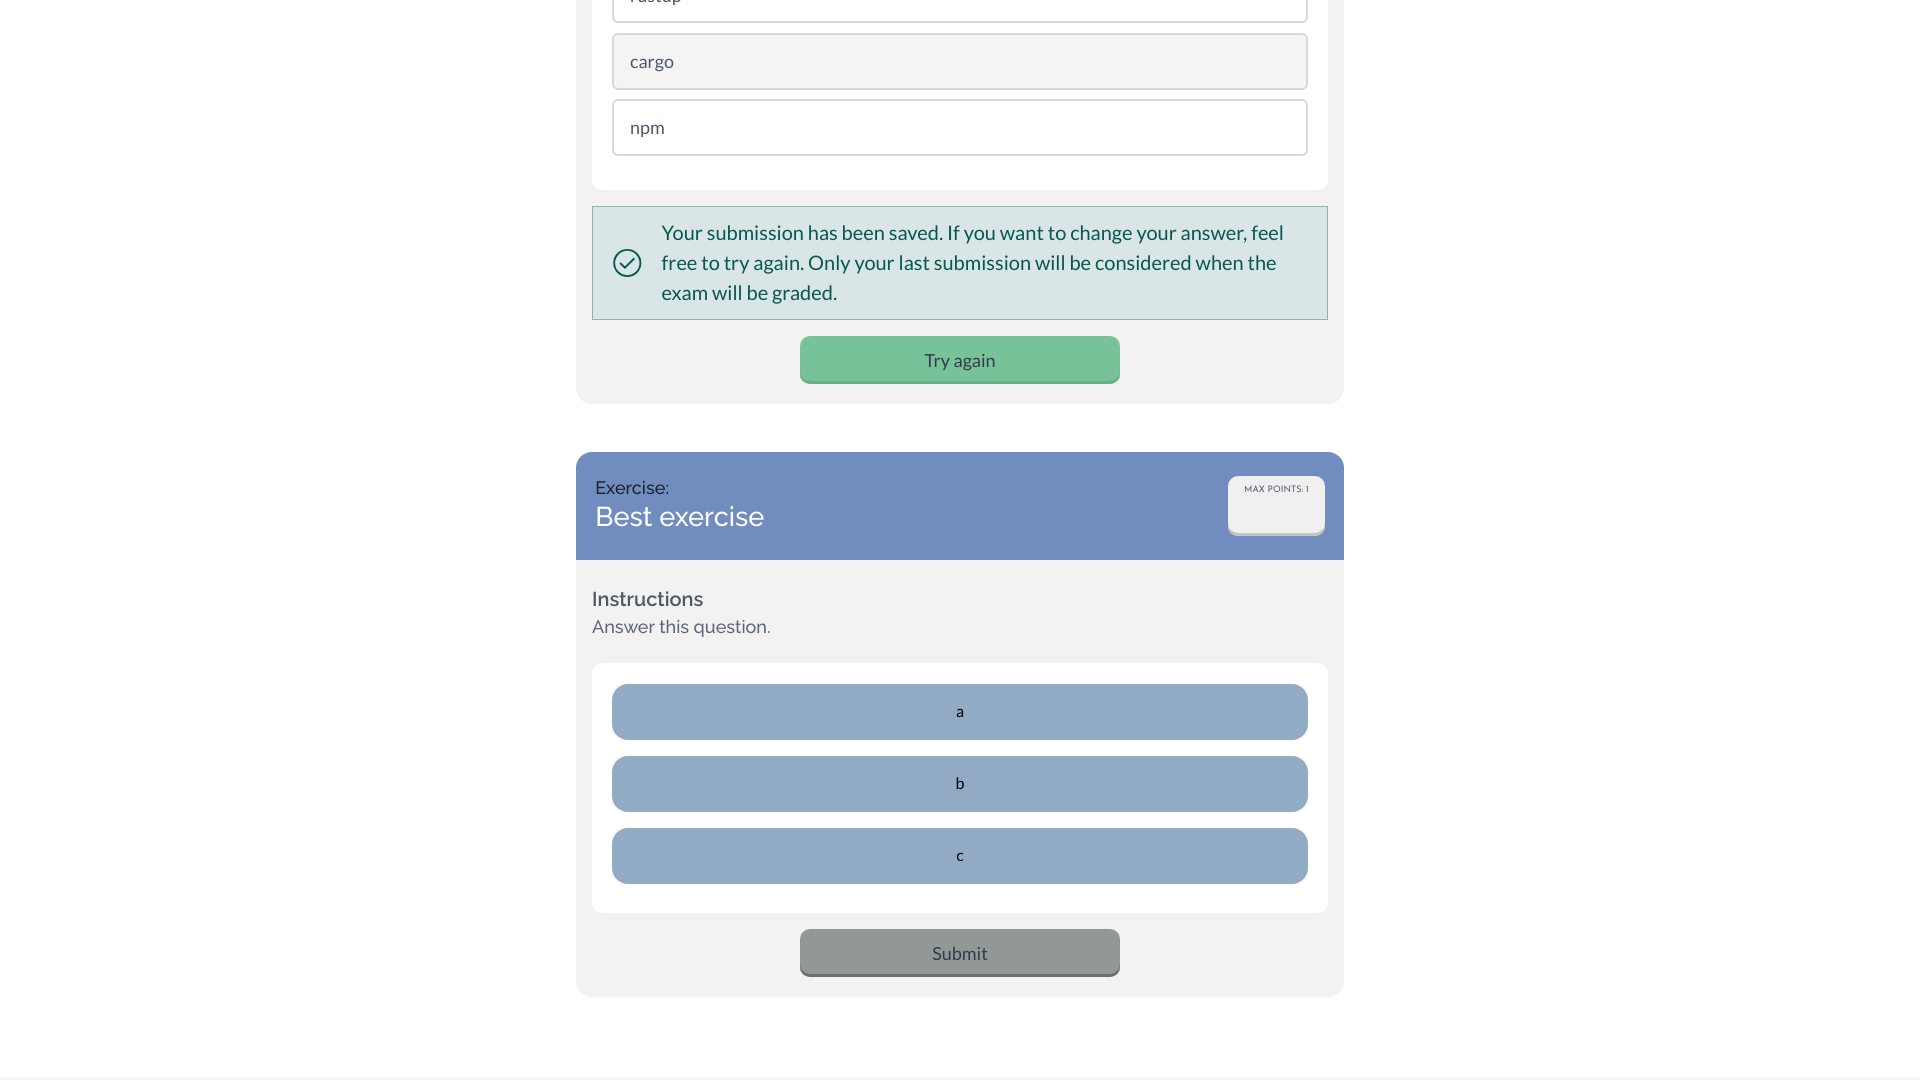 cargo
npm
Your submission has been saved. If you want to change your answer, feel
free to try again. Only your last submission will be considered when the
exam will be graded.
Try again
Exercise:
Best exercise
MAX POINTS: 1
Instructions
Answer this question.
a
b
c
Submit